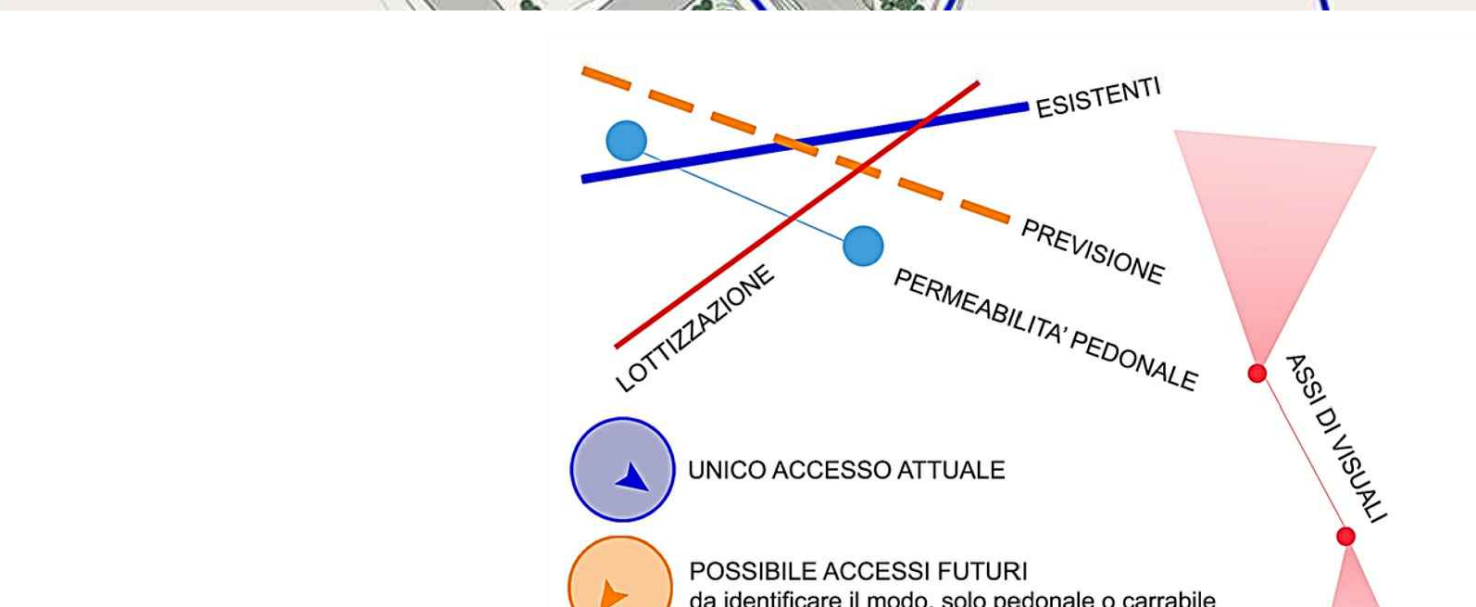 ESISTENTI
PREVISIONE
PERMEABILITA' PEDONALE
LOTTIZZAZIONE
ASSI DI VISUALI
UNICO ACCESSO ATTUALE
POSSIBILE ACCESSI FUTURI
da identificare il modo, solo pedonale o carrabile